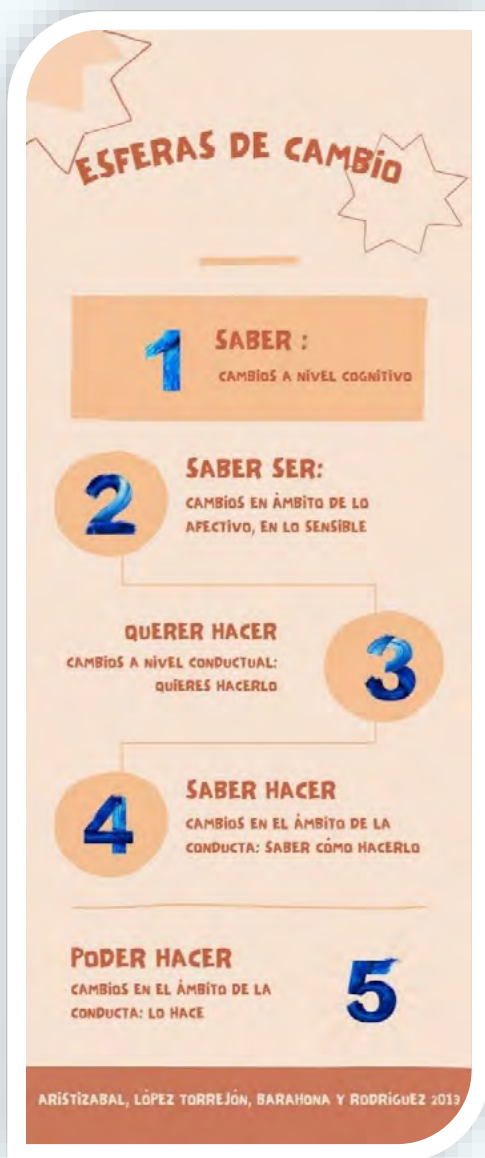 ESFERAS DE CAMBIO
1
SABER :
CAMBIOS A NIVEL COGNITIVO
2
SABER SER:
CAMBIOS EN ÁMBITO DE LO
AFECTIVO, EN LO SENSIBLE
QUERER HACER
CAMBIOS A NIVEL CONDUCTUAL:
QUIERES HACERLO
3
4
SABER HACER
CAMBIOS EN EL ÁMBITO DE LA
CONDUCTA: SABER CÓMO HACERLO
PODER HACER
CAMBIOS EN EL ÁMBITO DE LA
CONDUCTA: LO HACE
5
ARISTIZABAL, LÓPEZ TORREJÓN, BARAHONA Y RODRÍGUEZ 2013